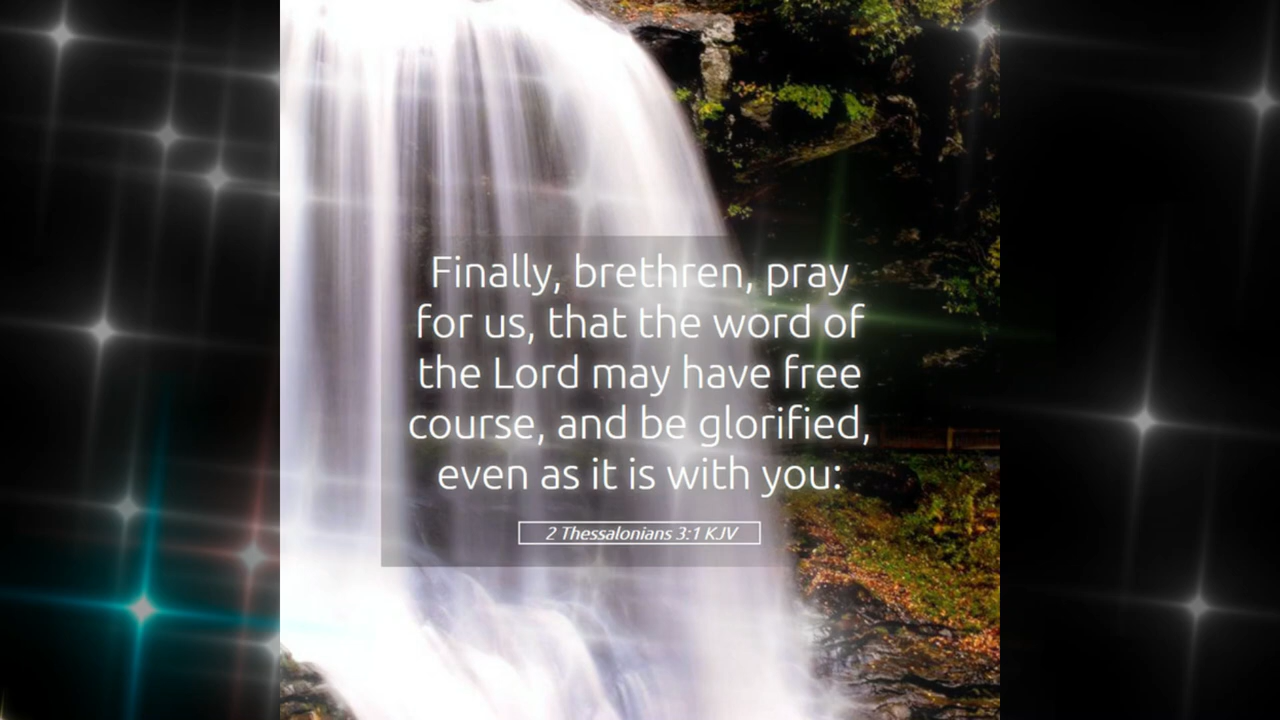 Finally, brethren, pray
for us, that the word of
the Lord may have free
course, and be glorified,
even as it is with you:
2 Thessalonians 3:1 KJV